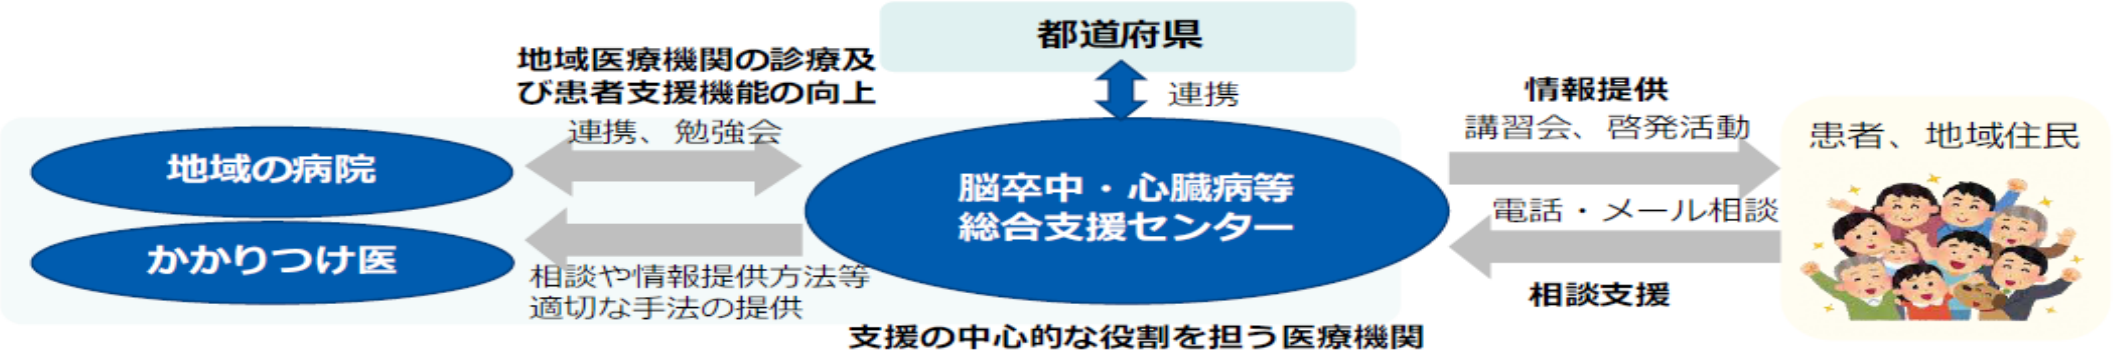 都道府県
連携
地域医療機関の診療及
び患者支援機能の向上
連携、勉強会
地域の病院
かかりつけ医
相談や情報提供方法等
適切な手法の提供
脳卒中・心臓病等
総合支援センター
支援の中心的な役割を担う医療機関
情報提供
講習会、啓発活動
電話・メール相談
相談支援
患者、地域住民